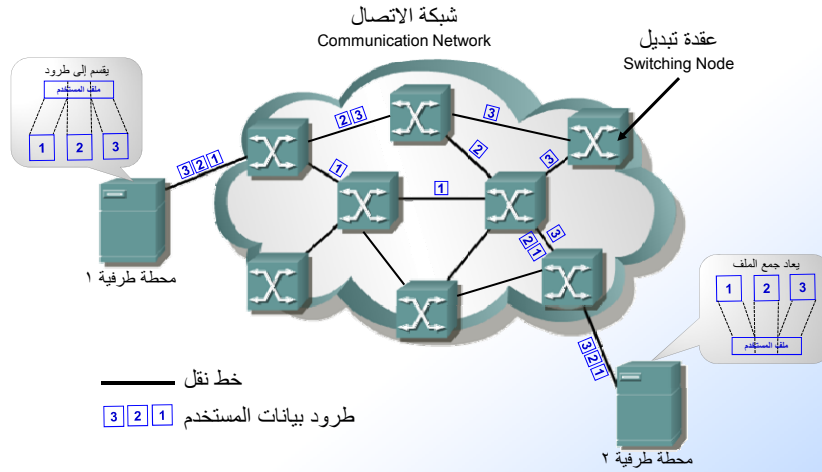 شبكة الاتصال
Communication Network
عقدة تبديل
Switching Node
يقسم إلى طرود
ملف المستخدم
1 2 3
3 2 1
2 3
3
1
2
3
1
3
2 1
محطة طرفية ١
يعاد جمع الملف
1 2 3
ملف المستخدم
3 2 1
خط نقل
طرود بيانات المستخدم 3 2 1
محطة طرفية ٢